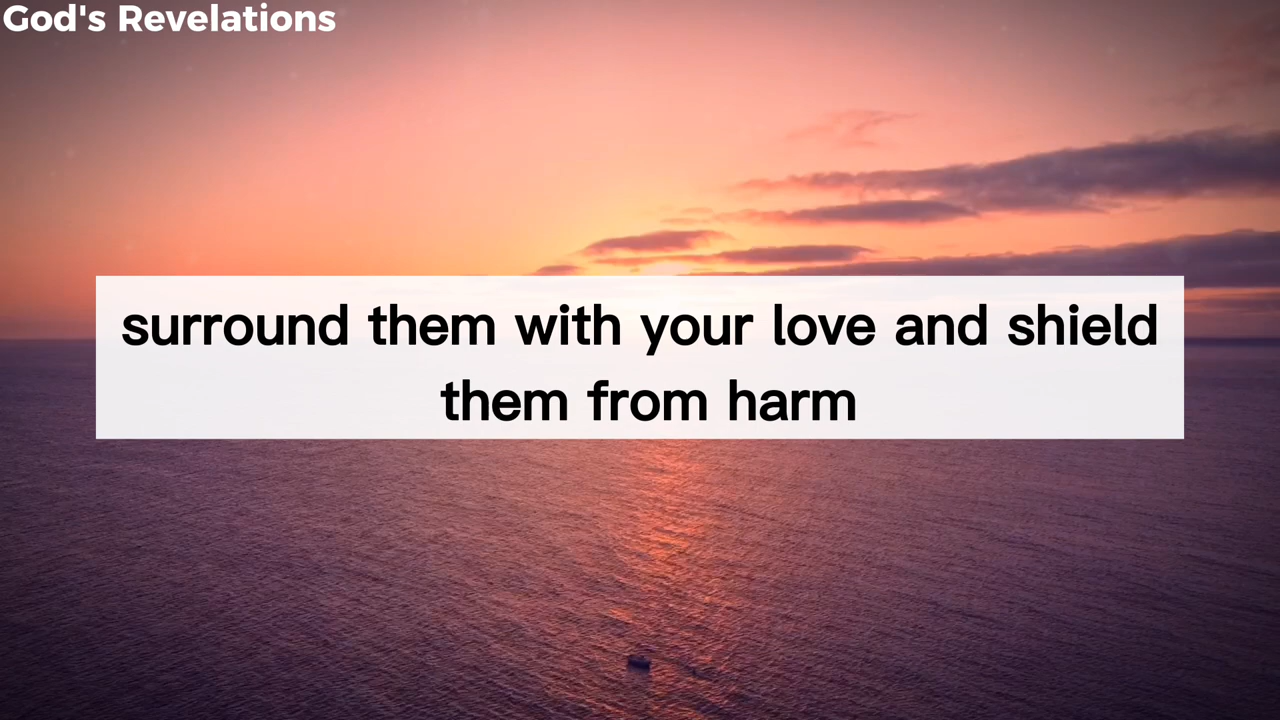 God's Revelations
surround them with your love and shield
them from harm